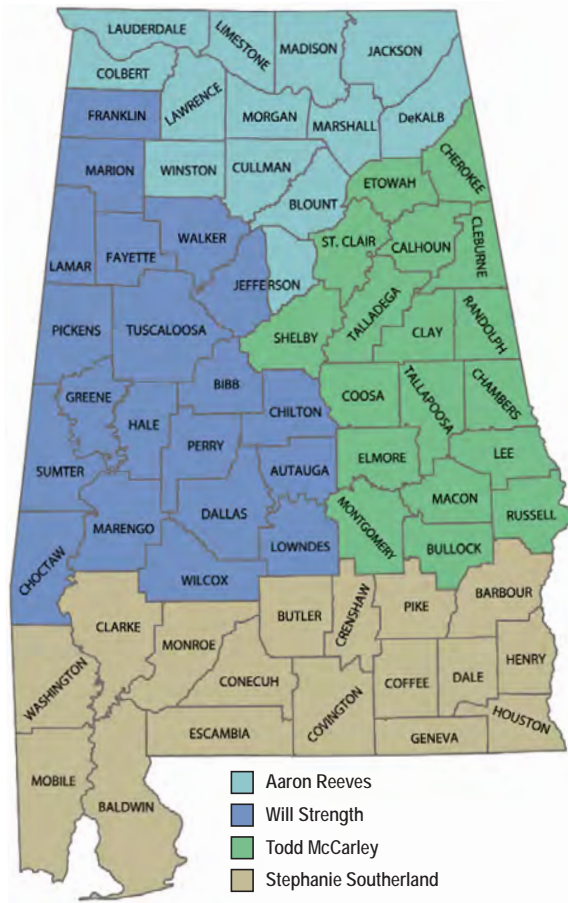 LAUDERDALE
LIMESTONE
MADISON
JACKSON
COLBERT
LAWRENCE
FRANKLIN
MORGAN
MARSHALL
DeKALB
MARION
WINSTON
CULLMAN
BLOUNT
ETOWAH
CHEROKEE
LAMAR
FAYETTE
WALKER
JEFFERSON
ST. CLAIR
CALHOUN
CLEBURNE
PICKENS
TUSCALOOSA
SHELBY
TALLADEGA
CLAY
RANDOLPH
GREENE
BIBB
HALE
PERRY
CHILTON
COOSA
TALLAPOOSA
CHAMBERS
SUMTER
AUTAUGA
ELMORE
LEE
MARENGO
DALLAS
LOWNDES
MONTGOMERY
MACON
RUSSELL
BULLOCK
CHOCTAW
WILCOX
CLARKE
MONROE
BUTLER
CRENSHAW
PIKE
BARBOUR
WASHINGTON
CONECUH
COVINGTON
COFFEE
DALE
HENRY
ESCAMBIA
GENEVA
HOUSTON
MOBILE
BALDWIN
Aaron Reeves
Will Strength
Todd McCarley
Stephanie Southerland